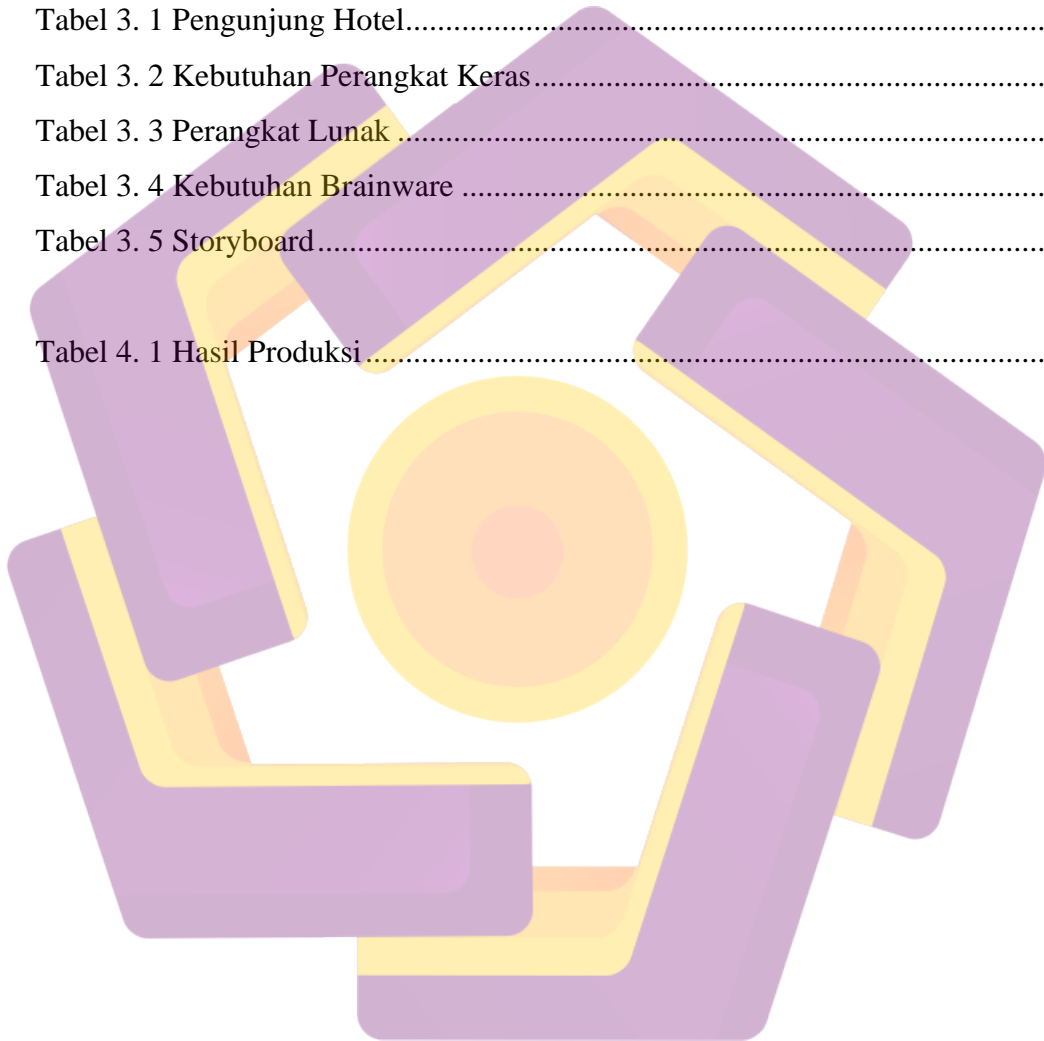 Tabel 3. 1 Pengunjung Hotel................................................................................
Tabel 3. 2 Kebutuhan Perangkat Keras................................................................
Tabel 3. 3 Perangkat Lunak .................................................................................
Tabel 3. 4 Kebutuhan Brainware .........................................................................
Tabel 3. 5 Storyboard...........................................................................................
Tabel 4. 1 Hasil Produksi.....................................................................................